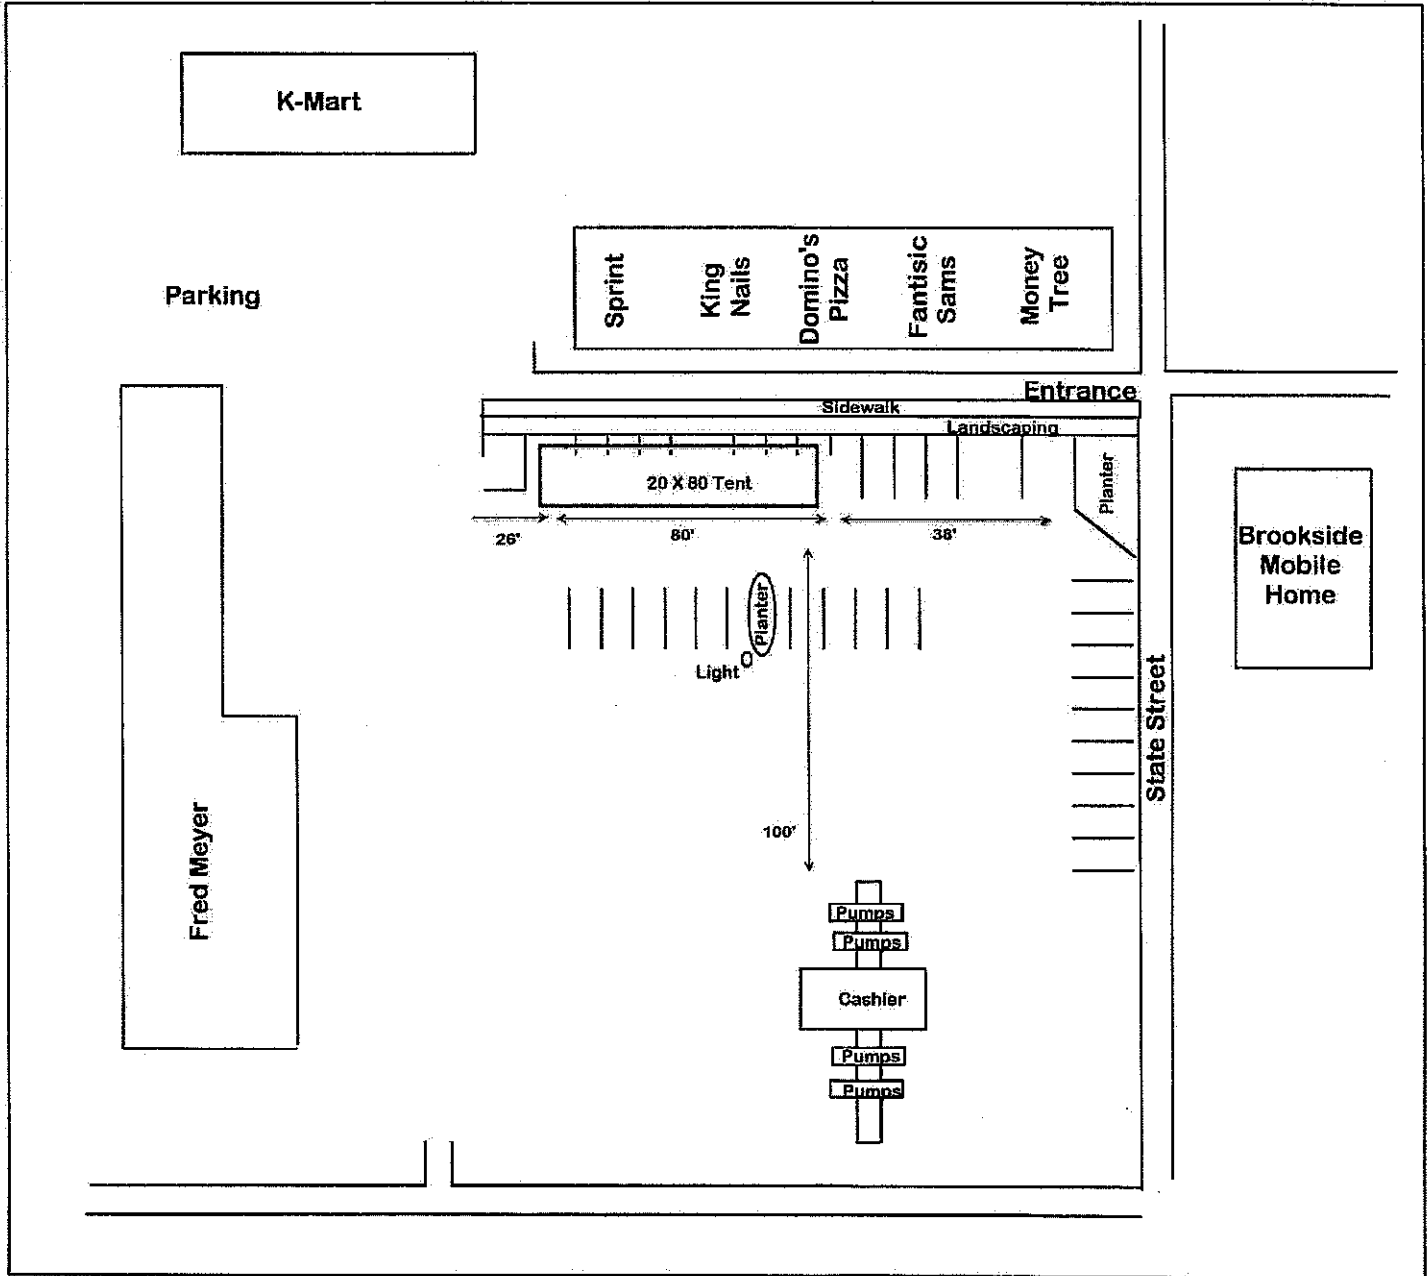 K-Mart
Parking
Sprint
King
Nails
Domino's
Pizza
Fantisic
Sams
Money
Tree
Entrance
Sidewalk
Landscaping
20 X 80 Tent
Planter
26'
80'
38'
Brookside
Mobile
Home
Planter
Light
State Street
100'
Fred Meyer
Pumps
Pumps
Cashier
Pumps
Pumps